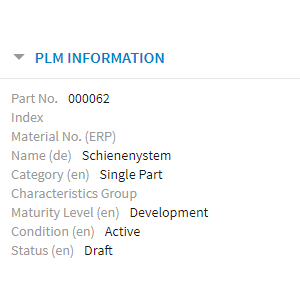 PLM INFORMATION
Part No. 000062
Index
Material No. (ERP)
Name (de) Schienenystem
Category (en) Single Part
Characteristics Group
Maturity Level (en) Development
Condition (en) Active
Status (en) Draft